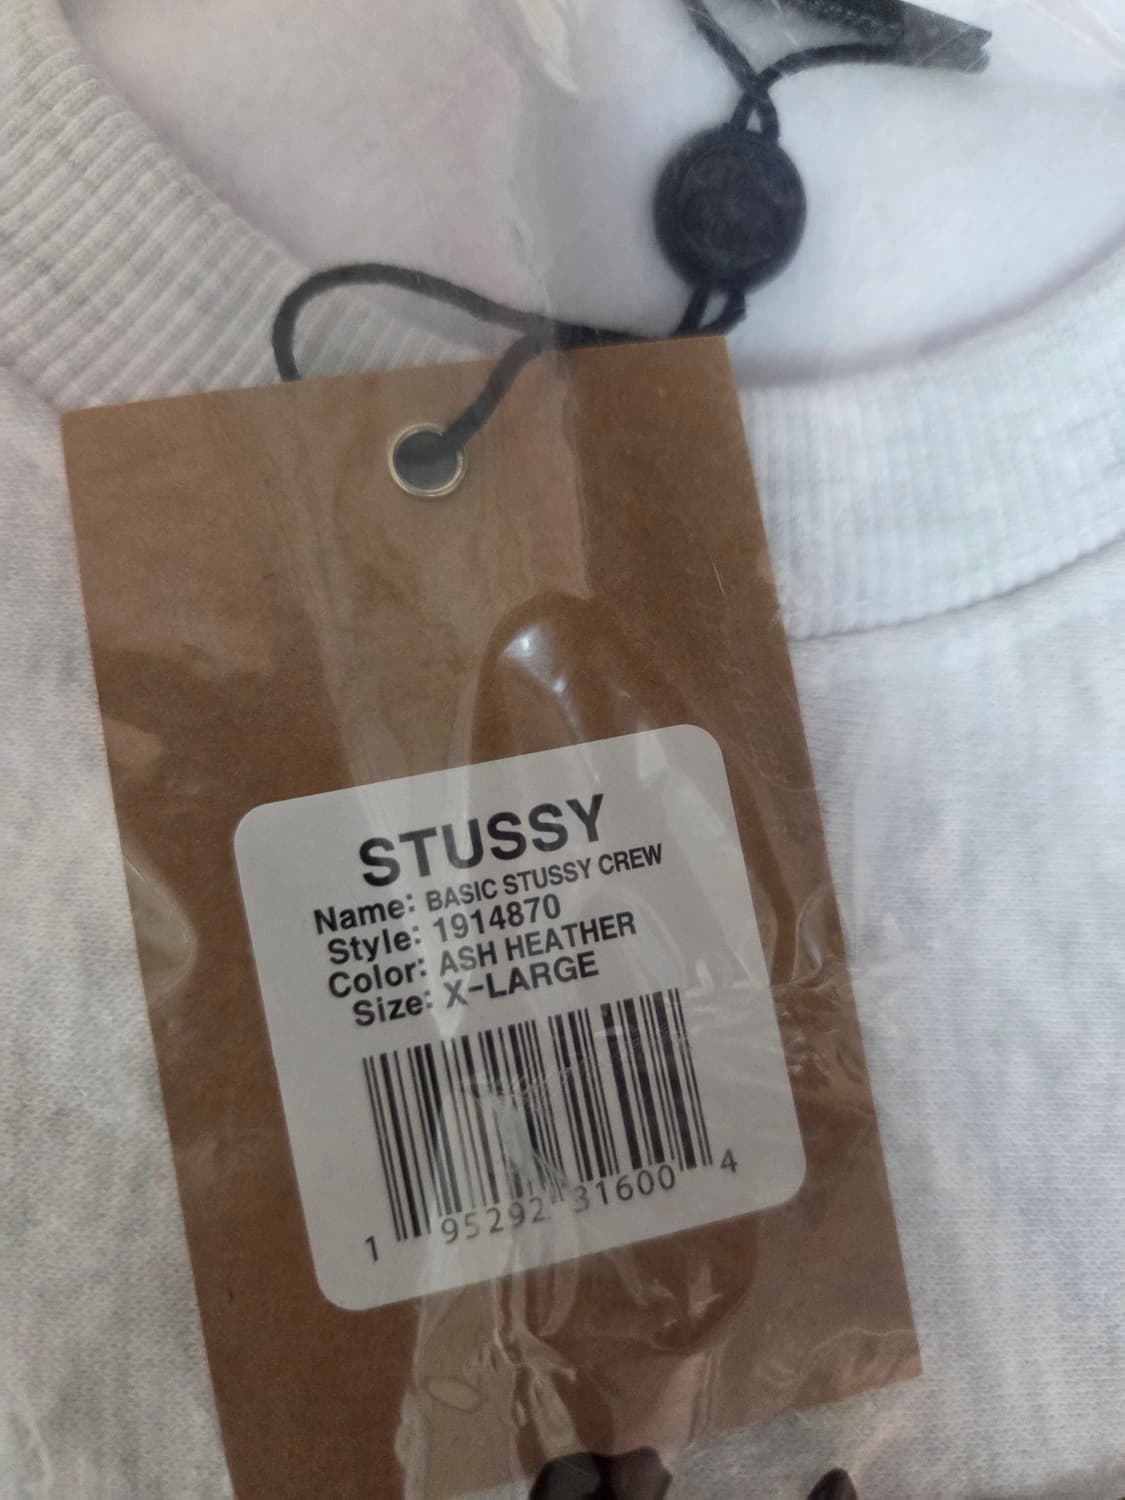 STUSSY
Name: BASIC STUSSY CREW
Style: 1914870
Color: ASH HEATHER
Size: X-LARGE
1 95292 31600 4